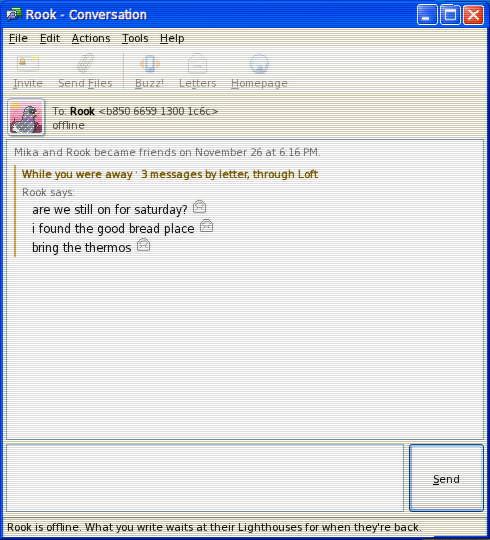 Rook - Conversation
File Edit Actions Tools Help
Invite Send Files Buzz! Letters Homepage
To: Rook <b850 6659 1300 1c6c>
offline
Mika and Rook became friends on November 26 at 6:16 PM.
While you were away · 3 messages by letter, through Loft
Rook says:
are we still on for saturday?
i found the good bread place
bring the thermos
Send
Rook is offline. What you write waits at their Lighthouses for when they're back.